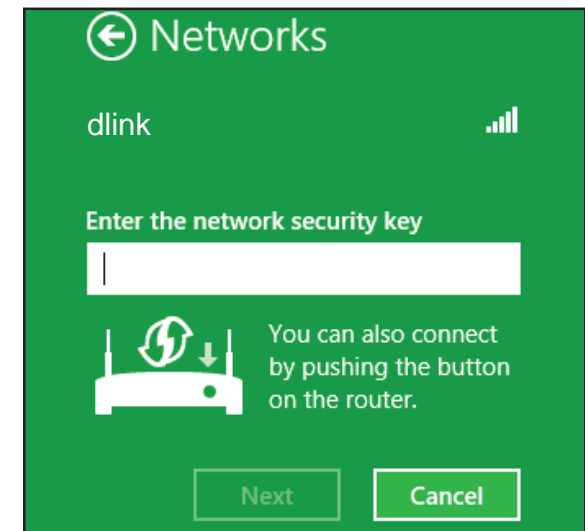 Networks
dlink
Enter the network security key
You can also connect
by pushing the button
on the router.
Next
Cancel